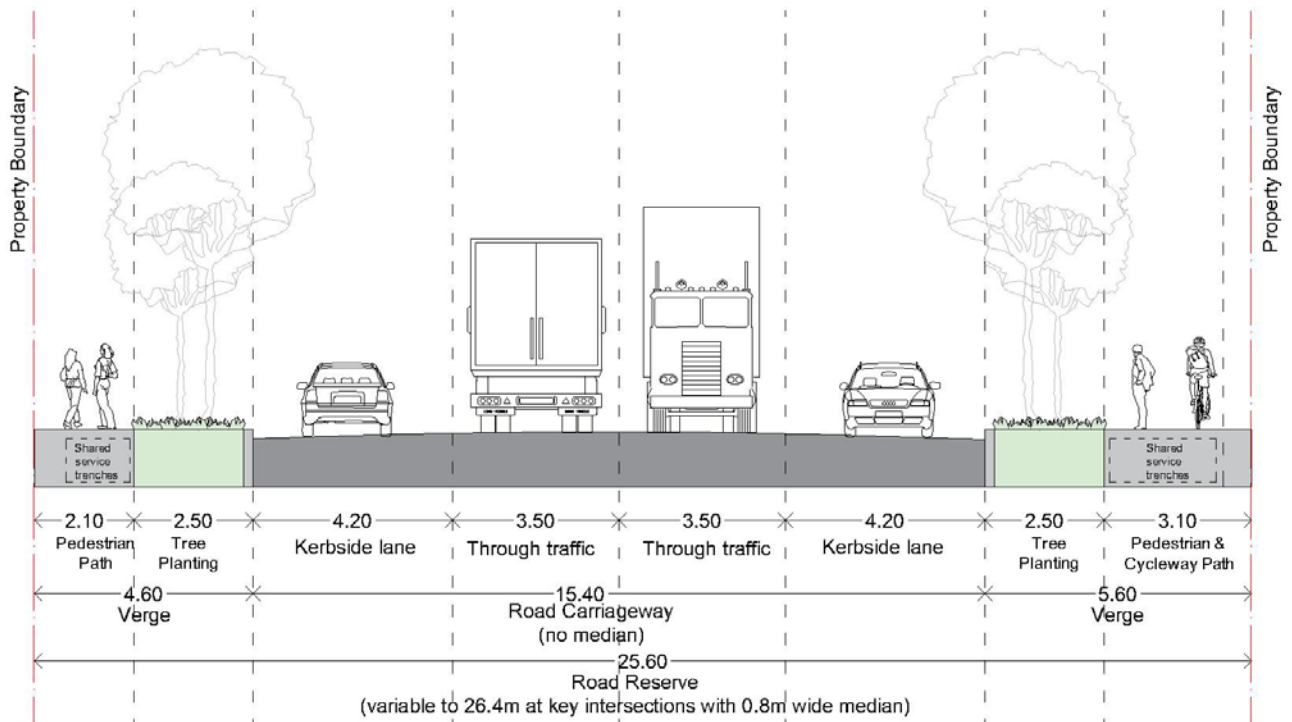 Property Boundary
Property Boundary
Shared
service
trenches
Shared
service
trenches
2.10
2.50
4.20
3.50
3.50
4.20
2.50
3.10
Pedestrian
Path
Tree
Planting
Kerbside lane
Through traffic
Through traffic
Kerbside lane
Tree
Planting
Pedestrian &
Cycleway Path
4.60
Verge
15.40
Road Carriageway
(no median)
5.60
Verge
25.60
Road Reserve
(variable to 26.4m at key intersections with 0.8m wide median)